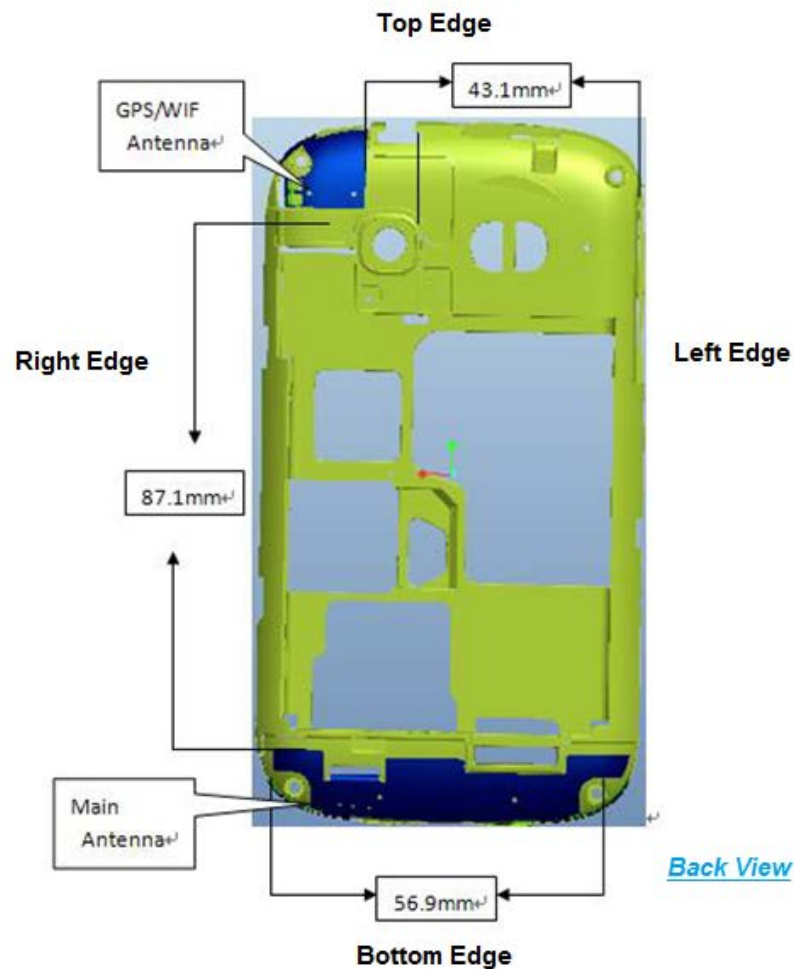 Top Edge
43.1mm↵
GPS/WIF
Antenna↵
Right Edge
Left Edge
87.1mm↵
Main
Antenna↵
↵
Back View
56.9mm↵
Bottom Edge